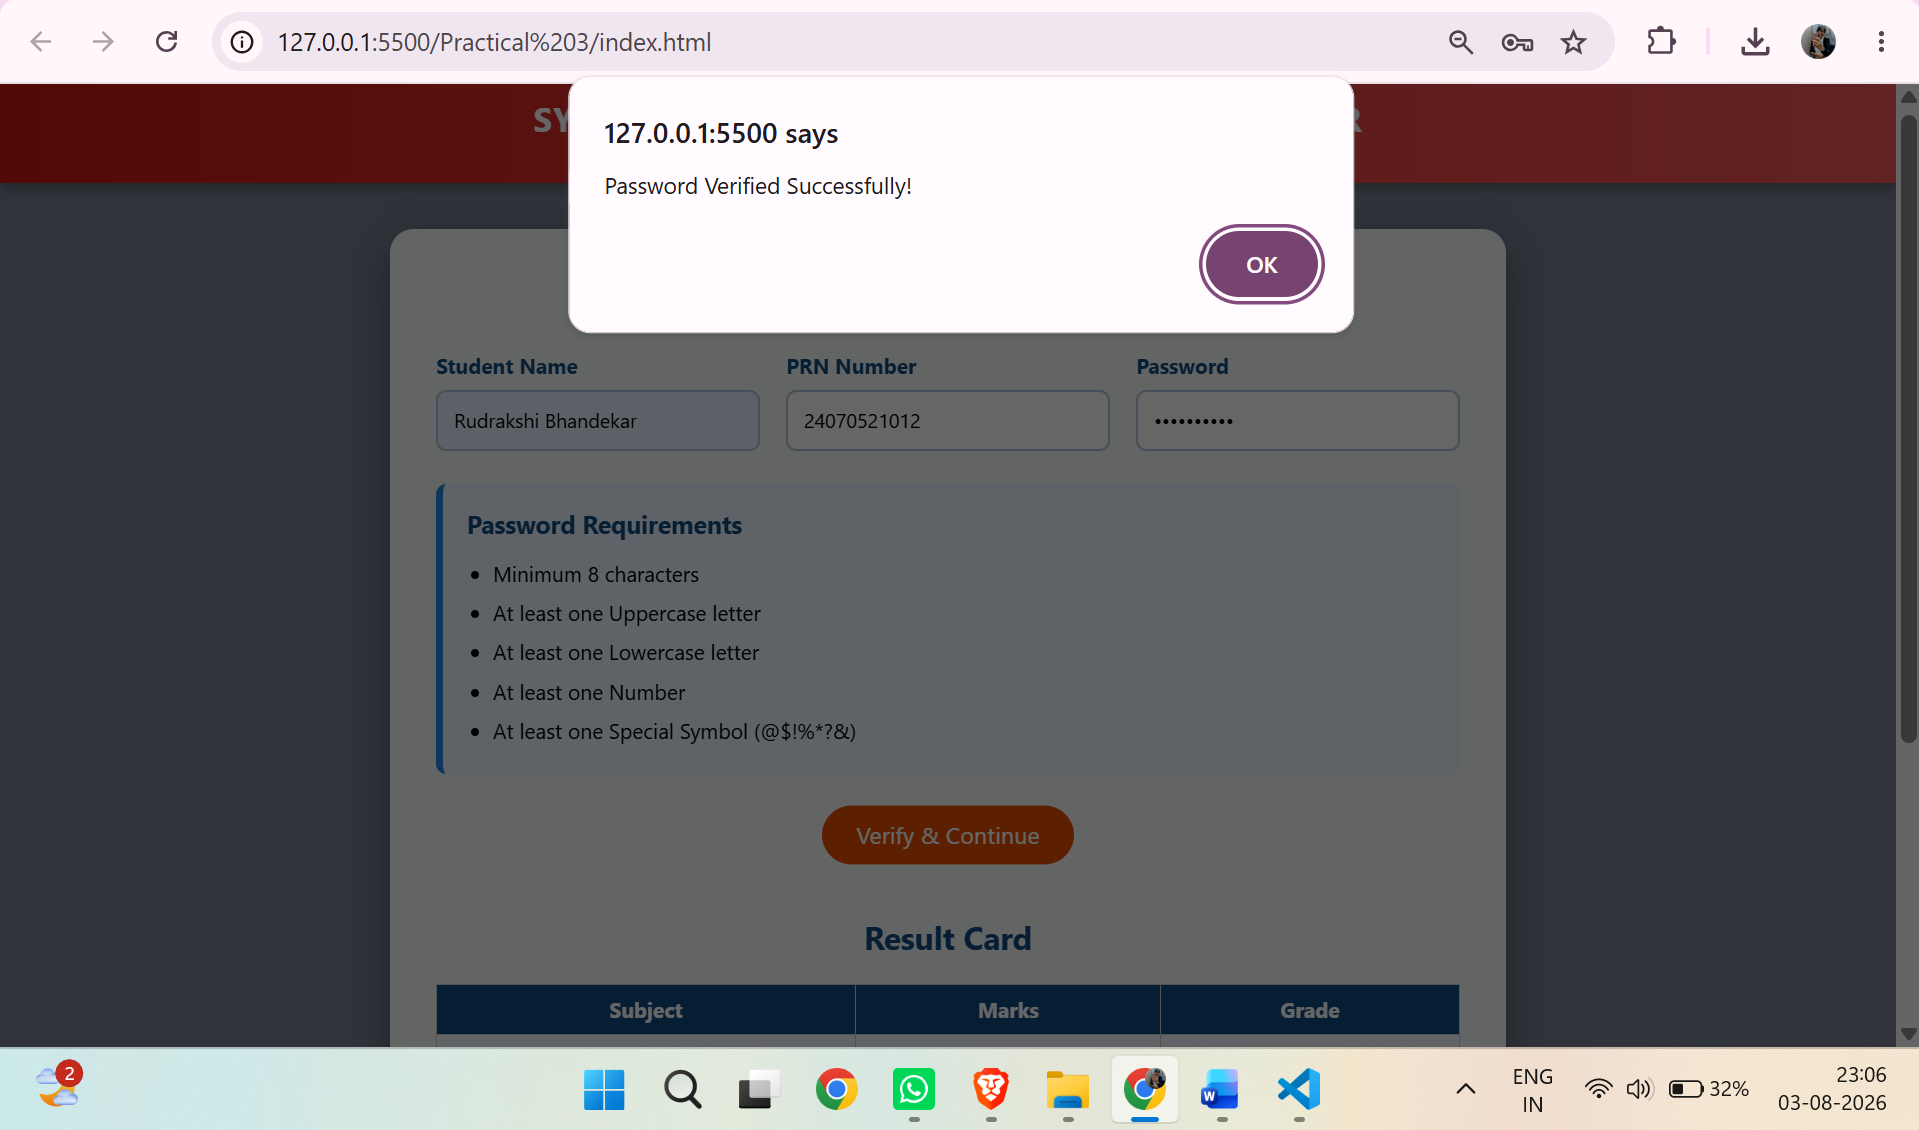 127.0.0.1:5500/Practical%203/index.html
SY
R
127.0.0.1:5500 says
Password Verified Successfully!
OK
Student Name
PRN Number
Password
Rudrakshi Bhandekar
24070521012
••••••••••
Password Requirements
• Minimum 8 characters
• At least one Uppercase letter
• At least one Lowercase letter
• At least one Number
• At least one Special Symbol (@$!%*?&)
Verify & Continue
Result Card
Subject
Marks
Grade
2
W
ENG
IN
32%
23:06
03-08-2026